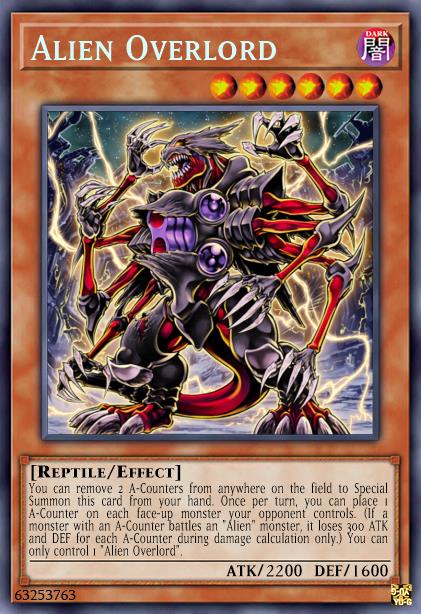 ALIEN OVERLORD
DARK
闇
[REPTILE/EFFECT]
You can remove 2 A-Counters from anywhere on the field to Special
Summon this card from your hand. Once per turn, you can place 1
A-Counter on each face-up monster your opponent controls. (If a
monster with an A-Counter battles an "Alien" monster, it loses 300 ATK
and DEF for each A-Counter during damage calculation only.) You can
only control 1 "Alien Overlord".
ATK/2200 DEF/1600
63253763